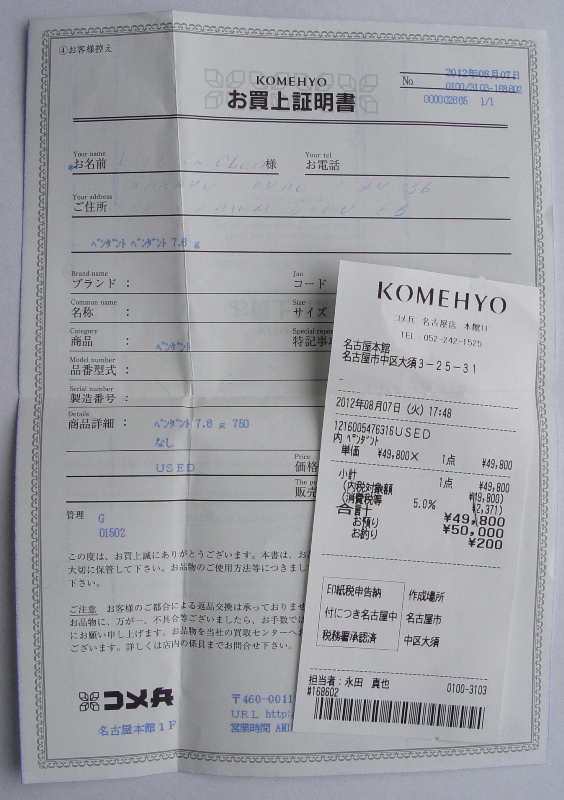 ④お客様控え
KOMEHYO
お買上証明書
2012年08月07日
No. 0100/3103-168602
000002865 1/1
Your name
お名前 様
Your tel
お電話
Your address
ご住所
ﾍﾟﾝﾀﾞﾝﾄ ﾍﾟﾝﾀﾞﾝﾄ 7.6 g
Brand name
ブランド :
Jan
コード
Common name
名称 :
Size
サイズ
Category
商品 : ﾍﾟﾝﾀﾞﾝﾄ
Special repor
特記事項
Model number
品番型式 :
Serial number
製造番号 :
Details
商品詳細 : ﾍﾟﾝﾀﾞﾝﾄ 7.6 g 750
なし
USED
Price
価格
The pe
販売
管理 G
01502
この度は、お買上誠にありがとうございます。本書は、お
大切に保管して下さい。お品物のご使用方法等につきまし
下さい。
ご注意 お客様のご都合による返品交換は承っておりませ
お品物に、万が一、不具合等ございましたら、お手数では
にお願い申し上げます。お品物を当社の買取センターへお
ございます。詳しくは店内の係員までお問合せ下さい。
コメ兵
名古屋本館1F
〒460-0011
URL http:
営業時間 AM1
KOMEHYO
コメ兵 名古屋店 本館1F
TEL 052-242-1525
名古屋本館
名古屋市中区大須3-25-31
2012年08月07日(火)17:48
1216005476316USED
内 ﾍﾟﾝﾀﾞﾝﾄ
単価 ¥49,800× 1点 ¥49,800
小計 1点 ¥49,800
(内税対象額 ¥49,800)
(消費税等 5.0% ¥2,371)
合計 ¥49,800
お預り ¥50,000
お釣り ¥200
印紙税申告納 作成場所
付につき名古屋中 名古屋市
税務署承認済 中区大須
担当者:永田 真也 0100-3103
#168602